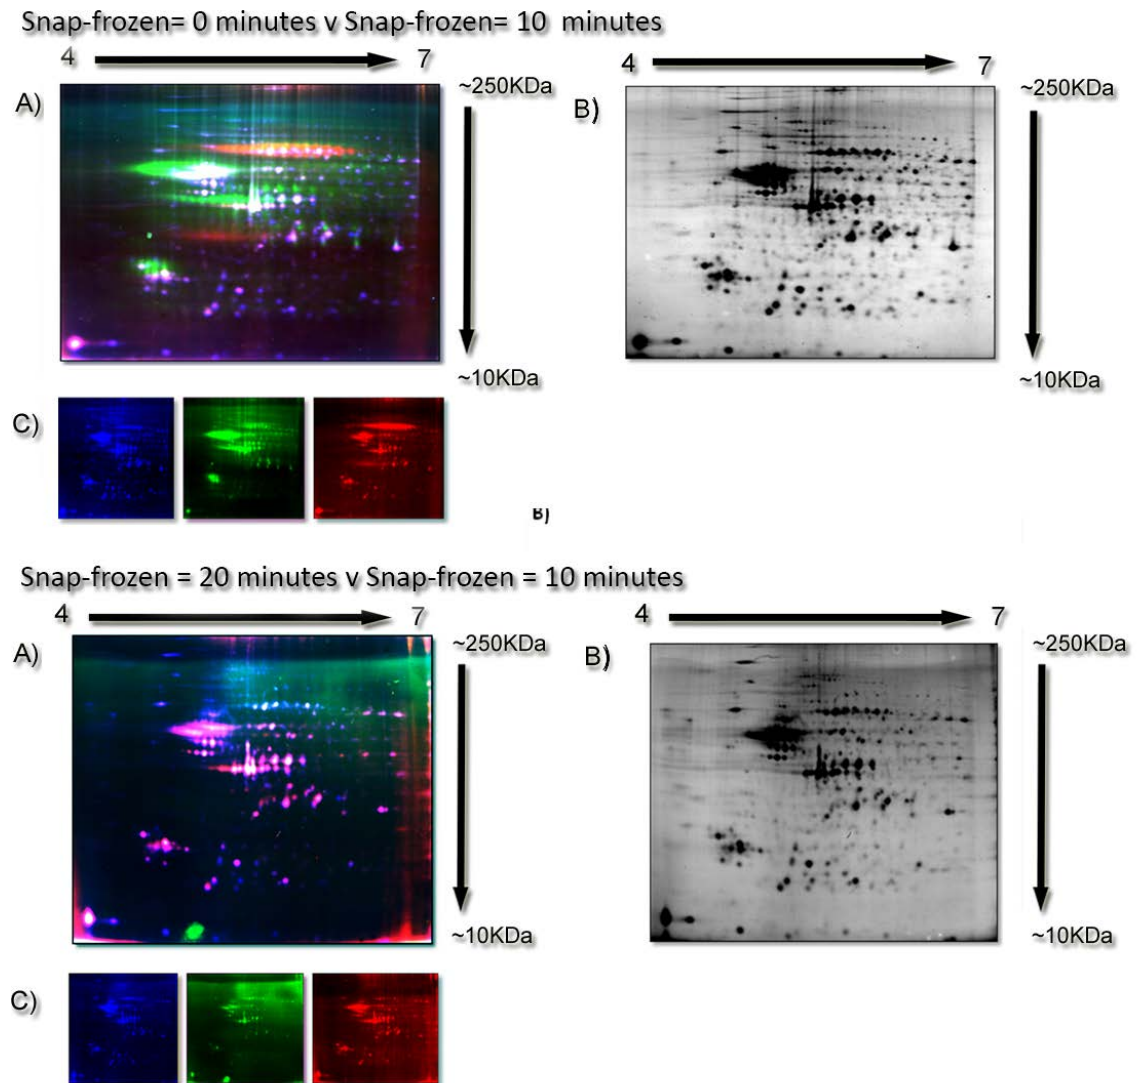 Snap-frozen= 0 minutes v Snap-frozen= 10 minutes
4 7 4 7
A) ~250KDa B) ~250KDa
~10KDa ~10KDa
C)
B)
Snap-frozen = 20 minutes v Snap-frozen = 10 minutes
4 7 4 7
A) ~250KDa B) ~250KDa
~10KDa ~10KDa
C)